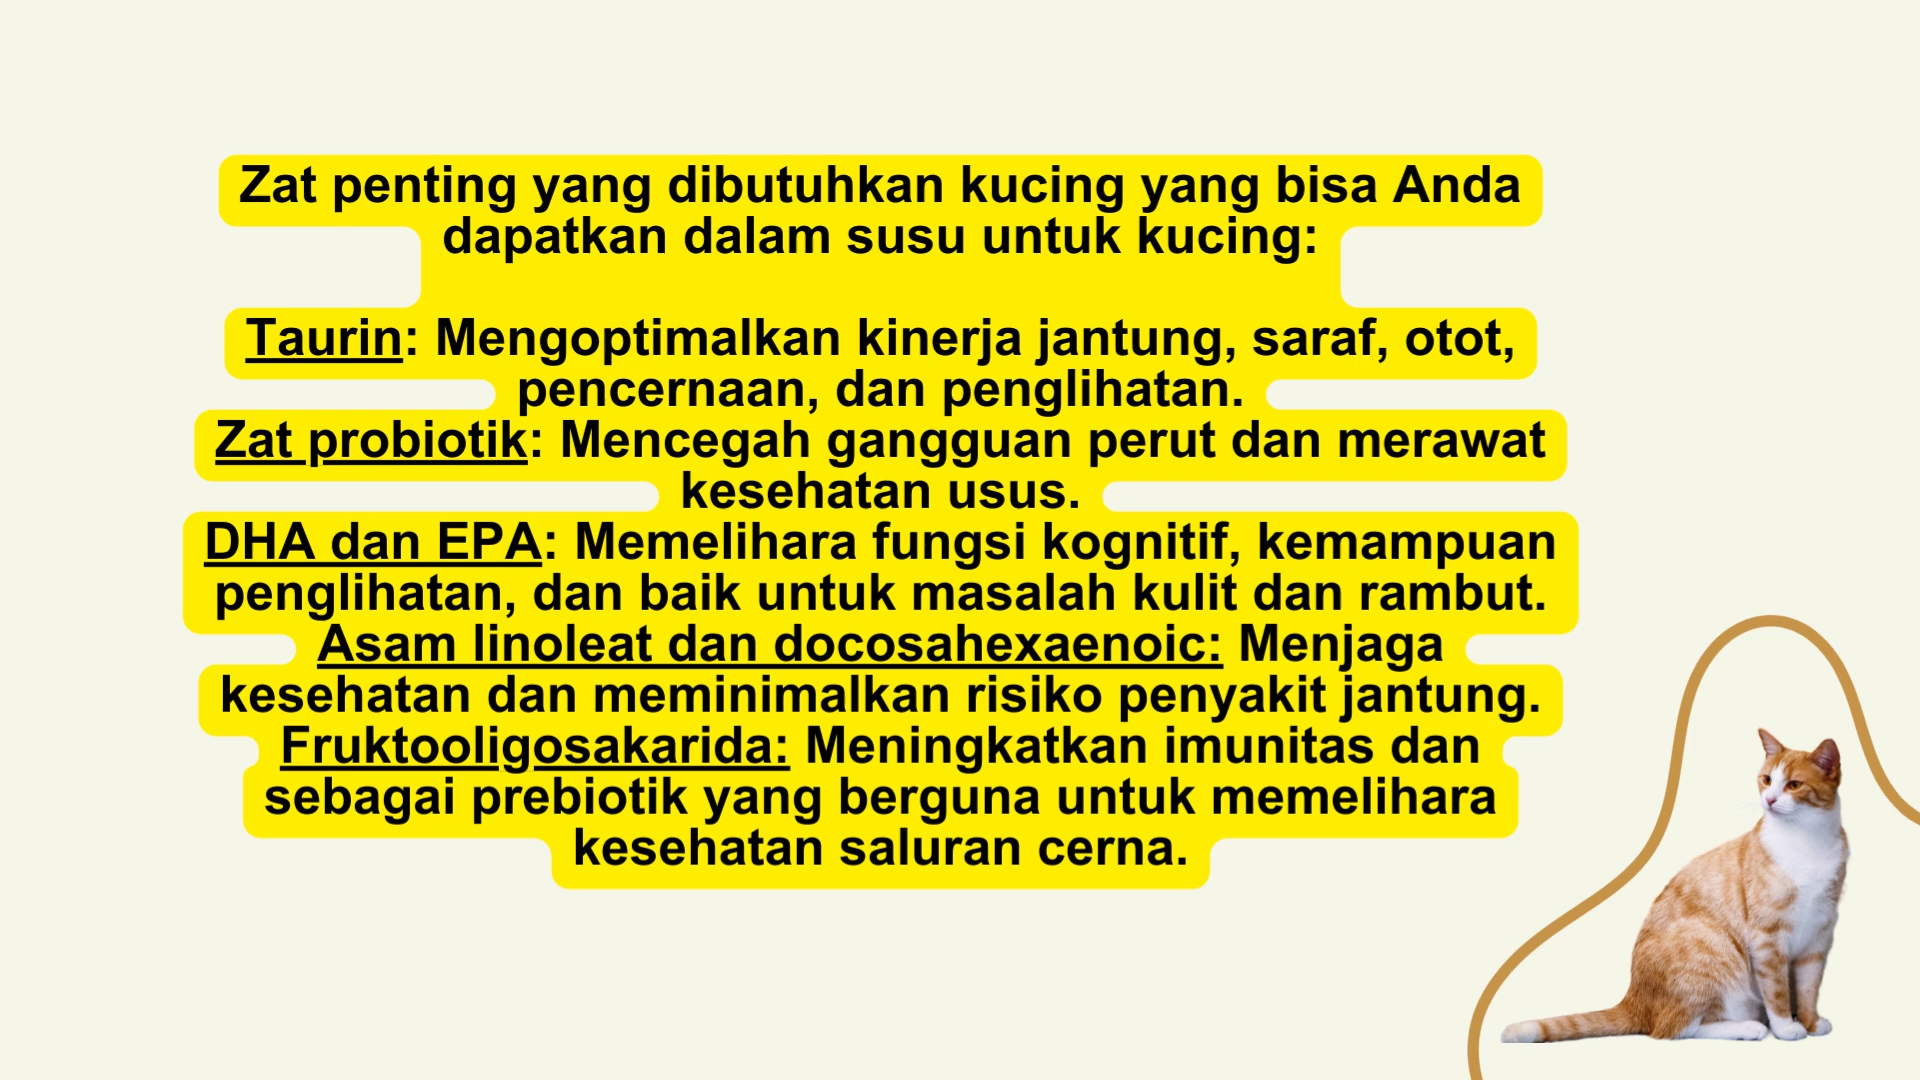 Zat penting yang dibutuhkan kucing yang bisa Anda
dapatkan dalam susu untuk kucing:
Taurin: Mengoptimalkan kinerja jantung, saraf, otot,
pencernaan, dan penglihatan.
Zat probiotik: Mencegah gangguan perut dan merawat
kesehatan usus.
DHA dan EPA: Memelihara fungsi kognitif, kemampuan
penglihatan, dan baik untuk masalah kulit dan rambut.
Asam linoleat dan docosahexaenoic: Menjaga
kesehatan dan meminimalkan risiko penyakit jantung.
Fruktooligosakarida: Meningkatkan imunitas dan
sebagai prebiotik yang berguna untuk memelihara
kesehatan saluran cerna.